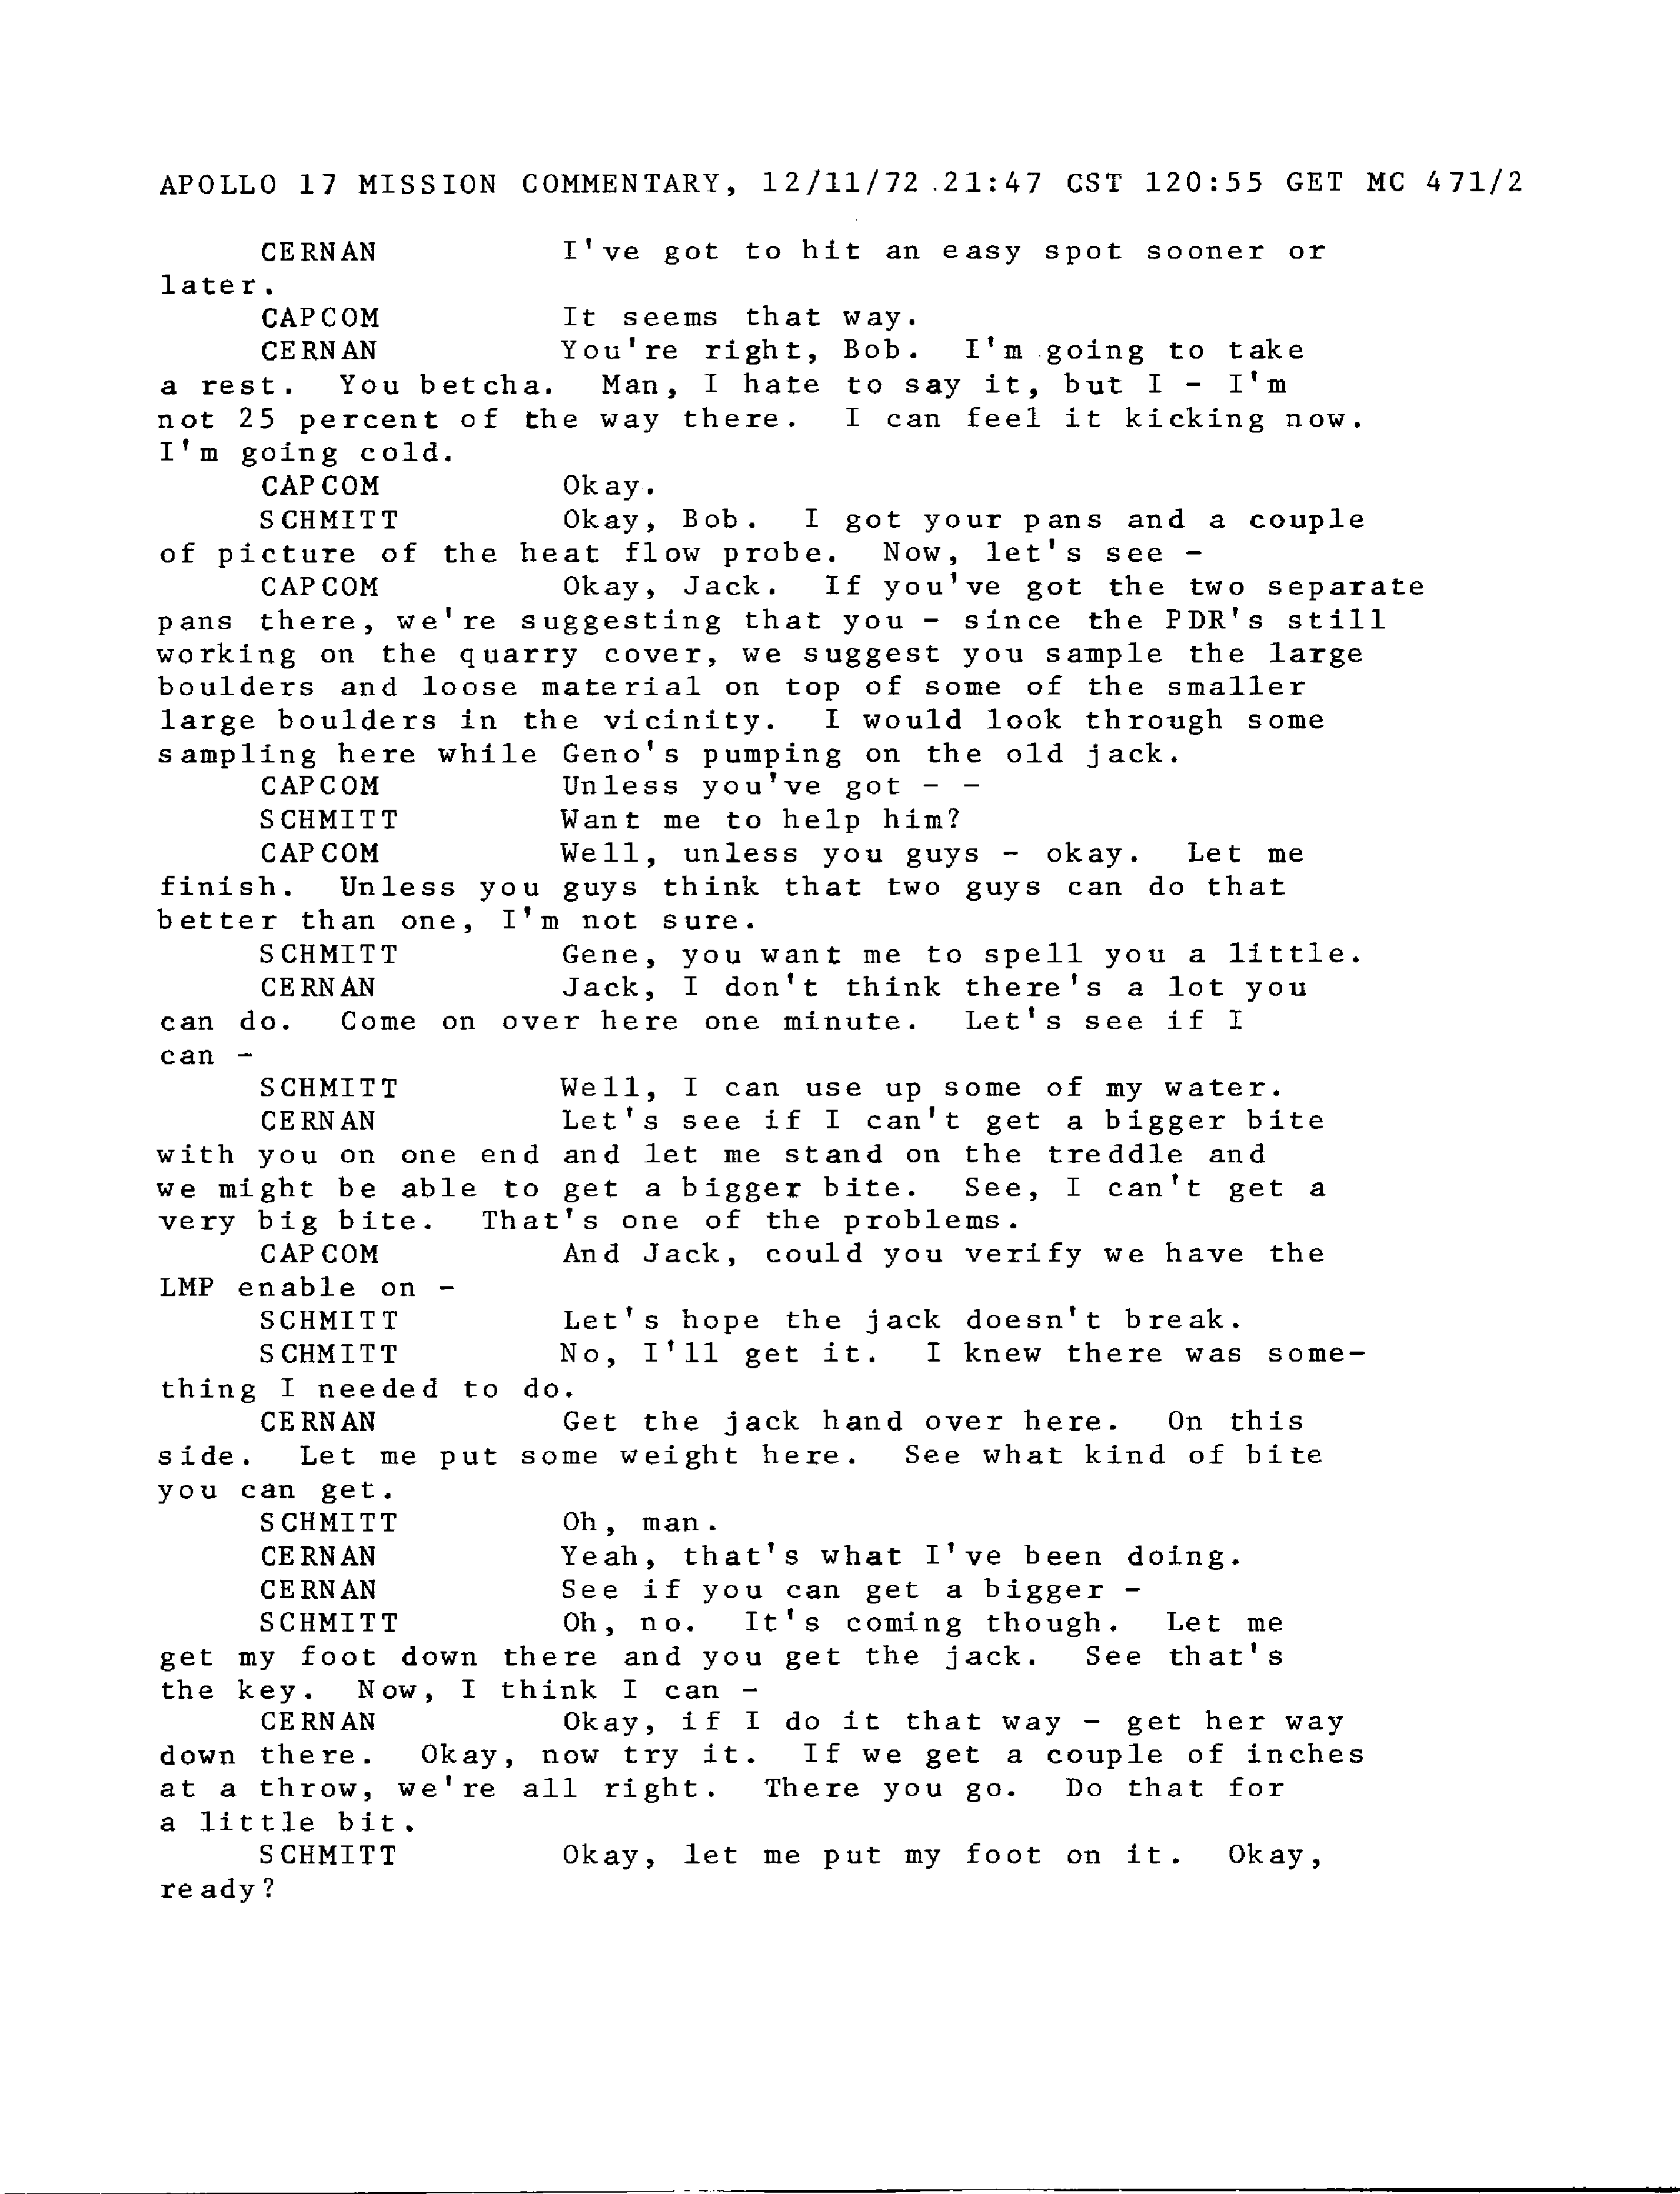 APOLLO 17 MISSION COMMENTARY, 12/11/72 21:47 CST 120:55 GET MC 471/2
CERNAN I've got to hit an easy spot sooner or
later.
CAPCOM It seems that way.
CERNAN You're right, Bob. I'm going to take
a rest. You betcha. Man, I hate to say it, but I - I'm
not 25 percent of the way there. I can feel it kicking now.
I'm going cold.
CAPCOM Okay.
SCHMITT Okay, Bob. I got your pans and a couple
of picture of the heat flow probe. Now, let's see -
CAPCOM Okay, Jack. If you've got the two separate
pans there, we're suggesting that you - since the PDR's still
working on the quarry cover, we suggest you sample the large
boulders and loose material on top of some of the smaller
large boulders in the vicinity. I would look through some
sampling here while Geno's pumping on the old jack.
CAPCOM Unless you've got - -
SCHMITT Want me to help him?
CAPCOM Well, unless you guys - okay. Let me
finish. Unless you guys think that two guys can do that
better than one, I'm not sure.
SCHMITT Gene, you want me to spell you a little.
CERNAN Jack, I don't think there's a lot you
can do. Come on over here one minute. Let's see if I
can -
SCHMITT Well, I can use up some of my water.
CERNAN Let's see if I can't get a bigger bite
with you on one end and let me stand on the treddle and
we might be able to get a bigger bite. See, I can't get a
very big bite. That's one of the problems.
CAPCOM And Jack, could you verify we have the
LMP enable on -
SCHMITT Let's hope the jack doesn't break.
SCHMITT No, I'll get it. I knew there was some-
thing I needed to do.
CERNAN Get the jack hand over here. On this
side. Let me put some weight here. See what kind of bite
you can get.
SCHMITT Oh, man.
CERNAN Yeah, that's what I've been doing.
CERNAN See if you can get a bigger -
SCHMITT Oh, no. It's coming though. Let me
get my foot down there and you get the jack. See that's
the key. Now, I think I can -
CERNAN Okay, if I do it that way - get her way
down there. Okay, now try it. If we get a couple of inches
at a throw, we're all right. There you go. Do that for
a little bit.
SCHMITT Okay, let me put my foot on it. Okay,
ready?